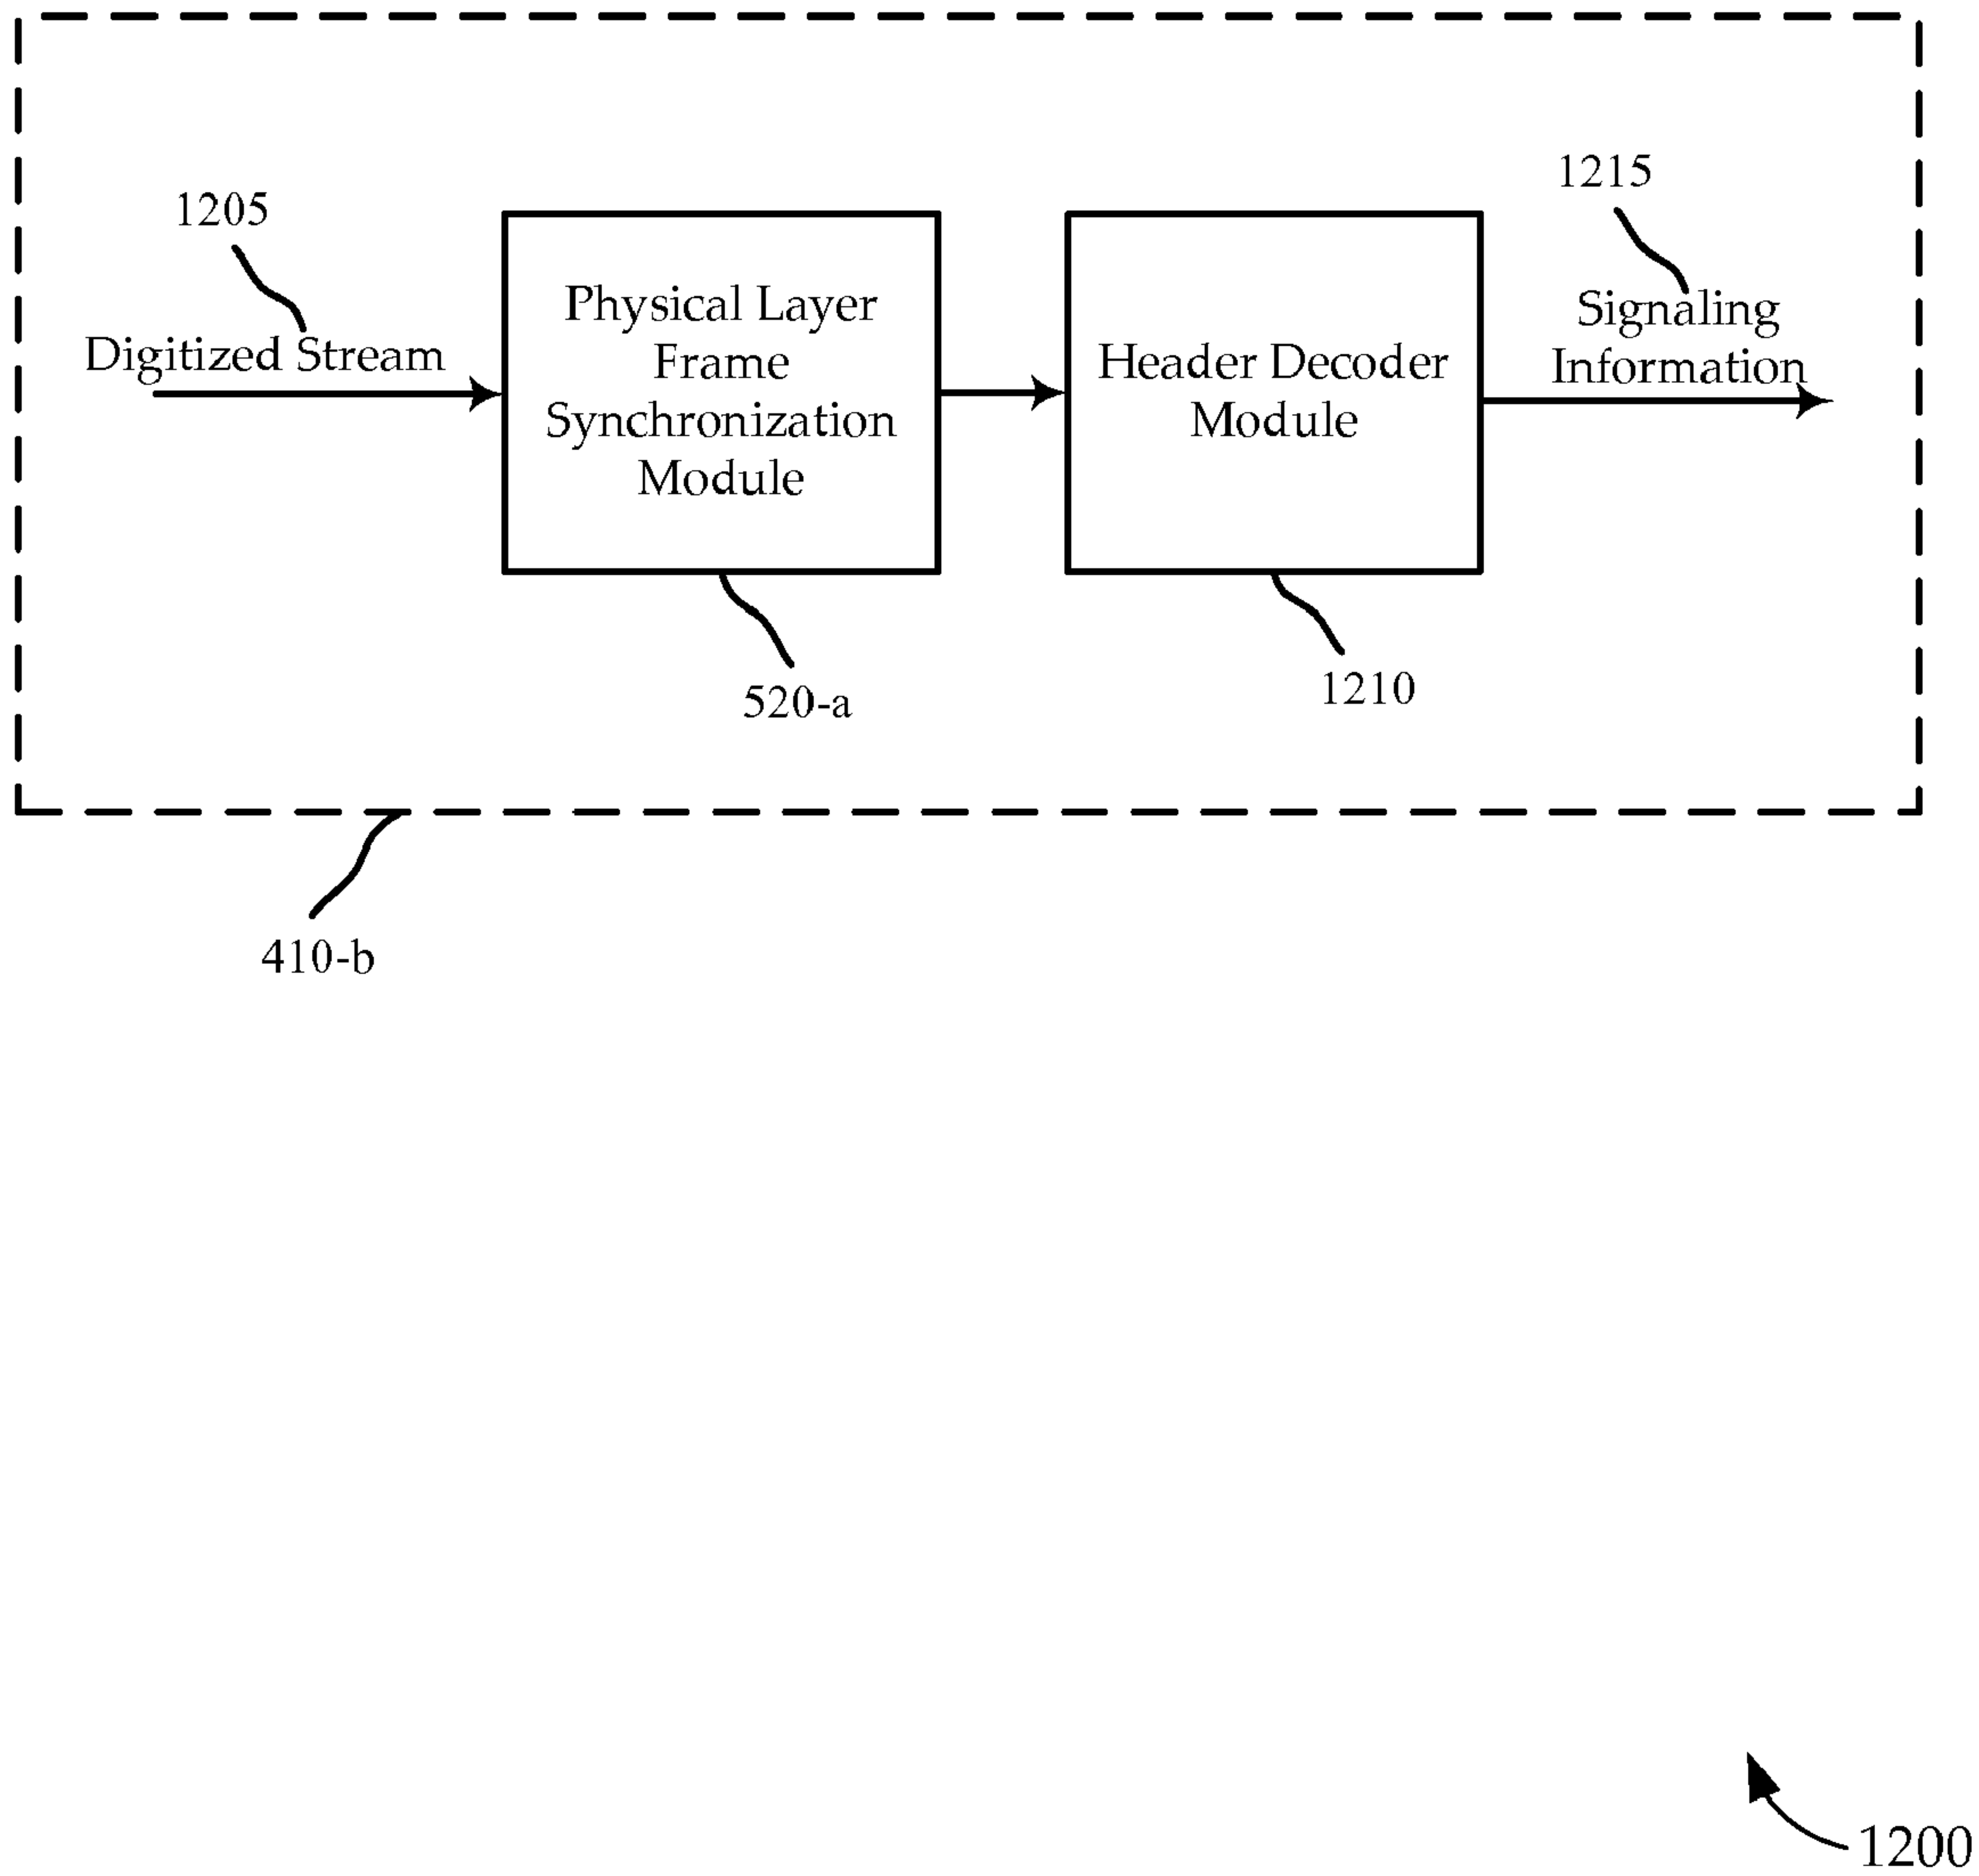 1205
Digitized Stream
Physical Layer
Frame
Synchronization
Module
520-a
Header Decoder
Module
1210
1215
Signaling
Information
410-b
1200